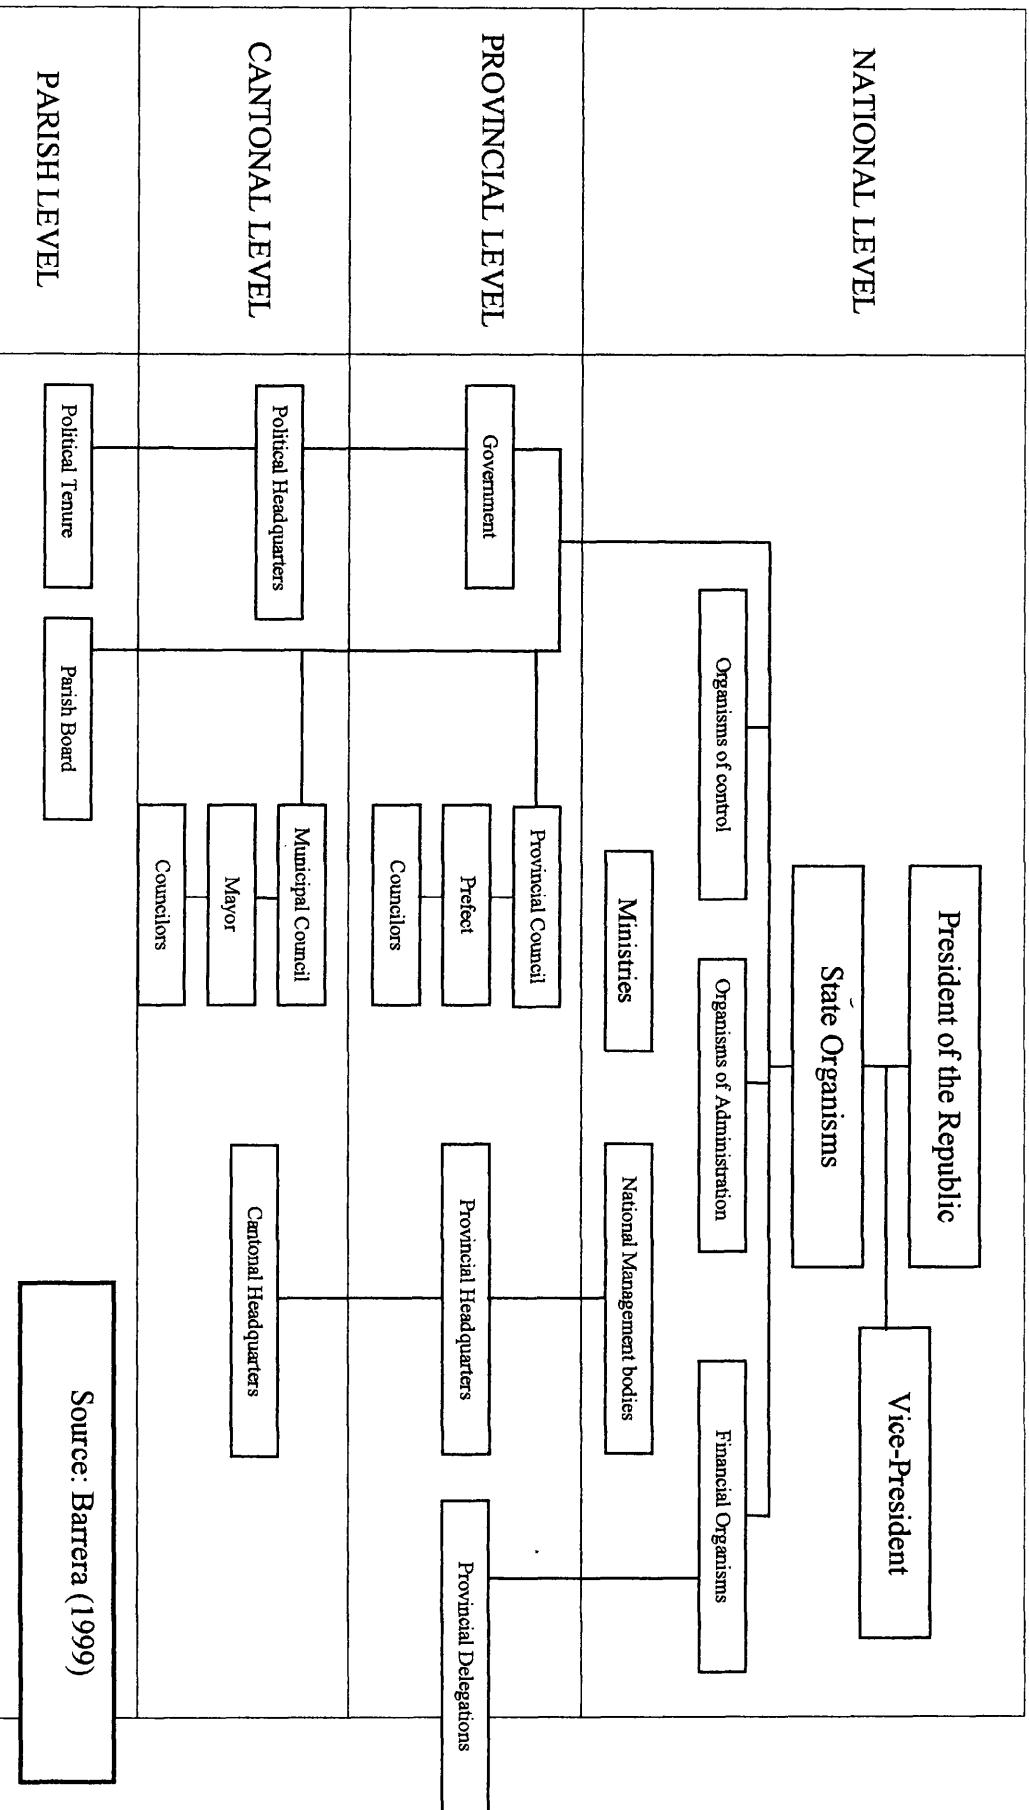 NATIONAL LEVEL
President of the Republic
Vice-President
State Organisms
Organisms of control
Organisms of Administration
Financial Organisms
Ministries
National Management bodies
PROVINCIAL LEVEL
Government
Provincial Council
Prefect
Councilors
Provincial Headquarters
Provincial Delegations
CANTONAL LEVEL
Political Headquarters
Municipal Council
Mayor
Councilors
Cantonal Headquarters
PARISH LEVEL
Political Tenure
Parish Board
Source: Barrera (1999)